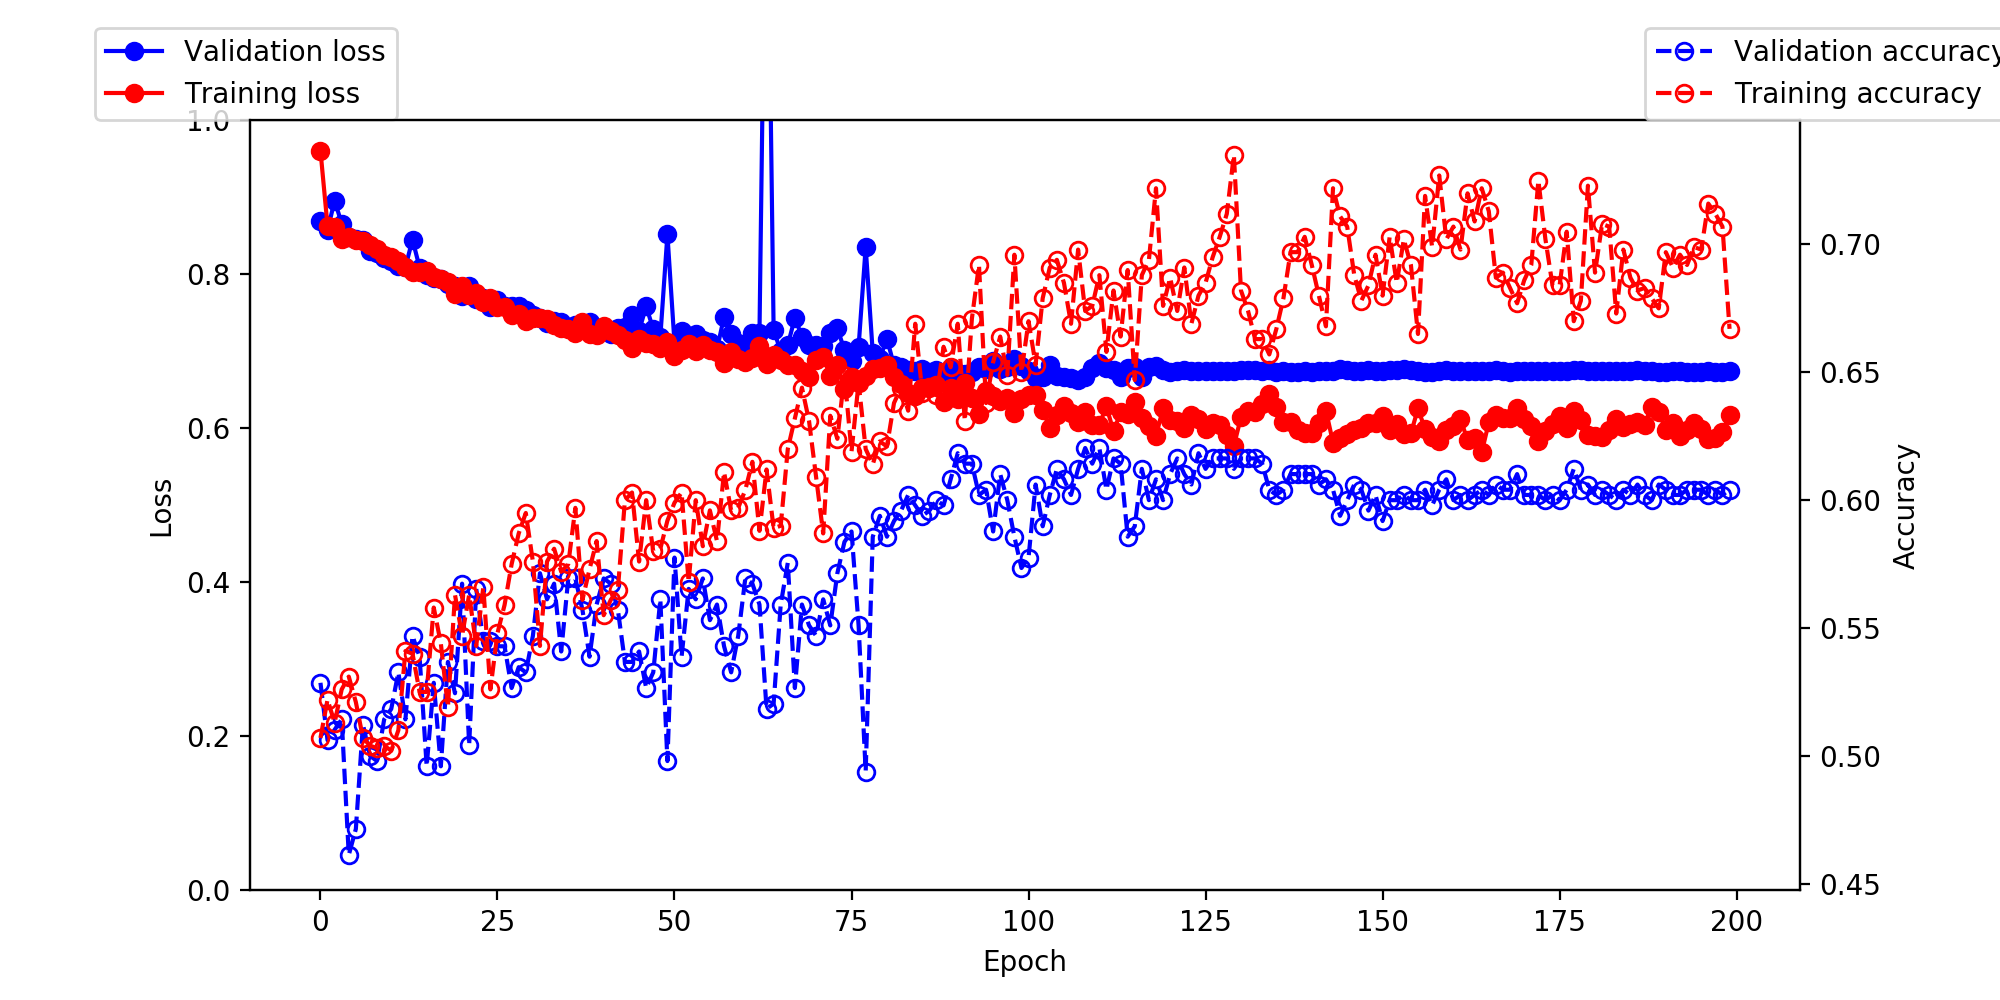 Validation loss
Training loss
Validation accuracy
Training accuracy
1.0
0.8
0.6
0.4
0.2
0.0
Loss
0.70
0.65
0.60
0.55
0.50
0.45
Accuracy
0 25 50 75 100 125 150 175 200
Epoch